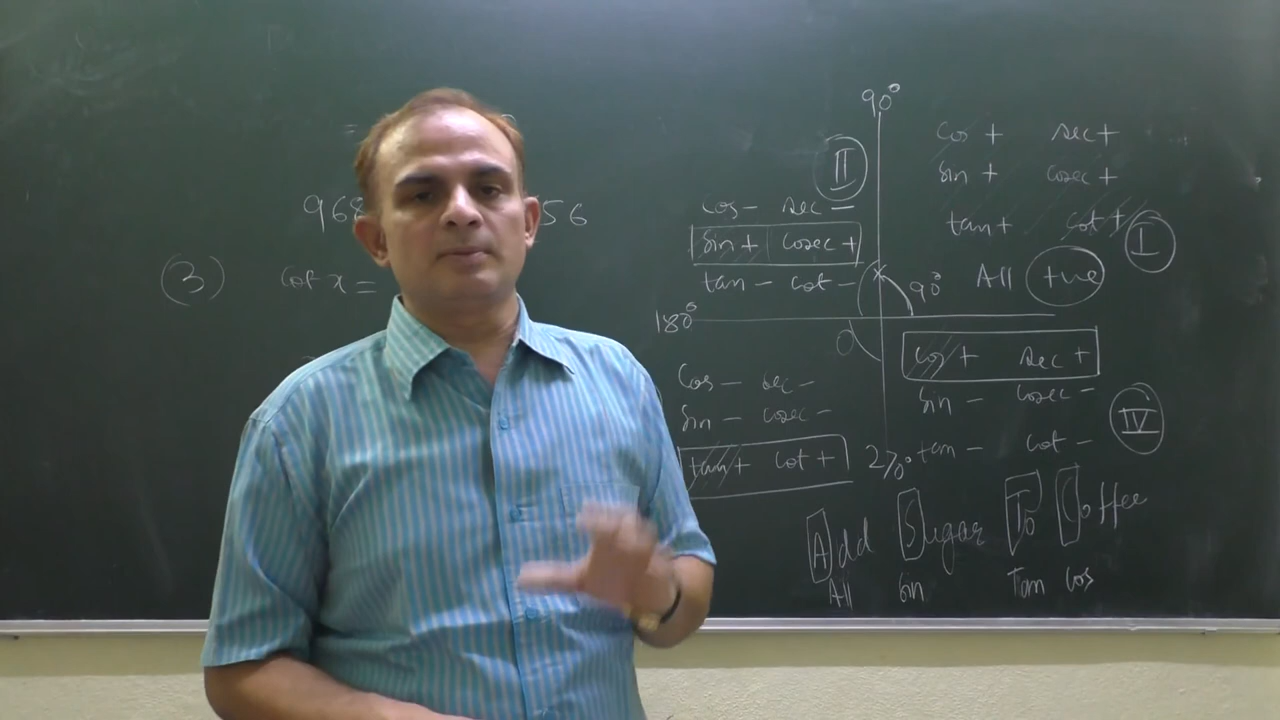 =
968
56
(3) cot x =
90°
II
cos - sec -
sin + cosec +
tan - cot -
cos + sec +
sin + cosec +
tan + cot +
I
90° All +ve
180°
cos - sec -
sin - cosec -
tan + cot +
cos + sec +
sin - cosec -
tan - cot -
IV
270°
Add Sugar To Coffee
All sin Tan Cos